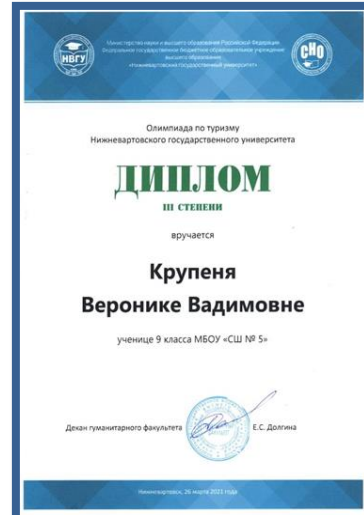 НВГУ
Министерство науки и высшего образования Российской Федерации
Федеральное государственное бюджетное образовательное учреждение
высшего образования
«Нижневартовский государственный университет»
СНО
Олимпиада по туризму
Нижневартовского государственного университета
ДИПЛОМ
III СТЕПЕНИ
вручается
Крупеня
Веронике Вадимовне
ученице 9 класса МБОУ «СШ № 5»
Декан гуманитарного факультета Е.С. Долгина
Нижневартовск, 26 марта 2021 года